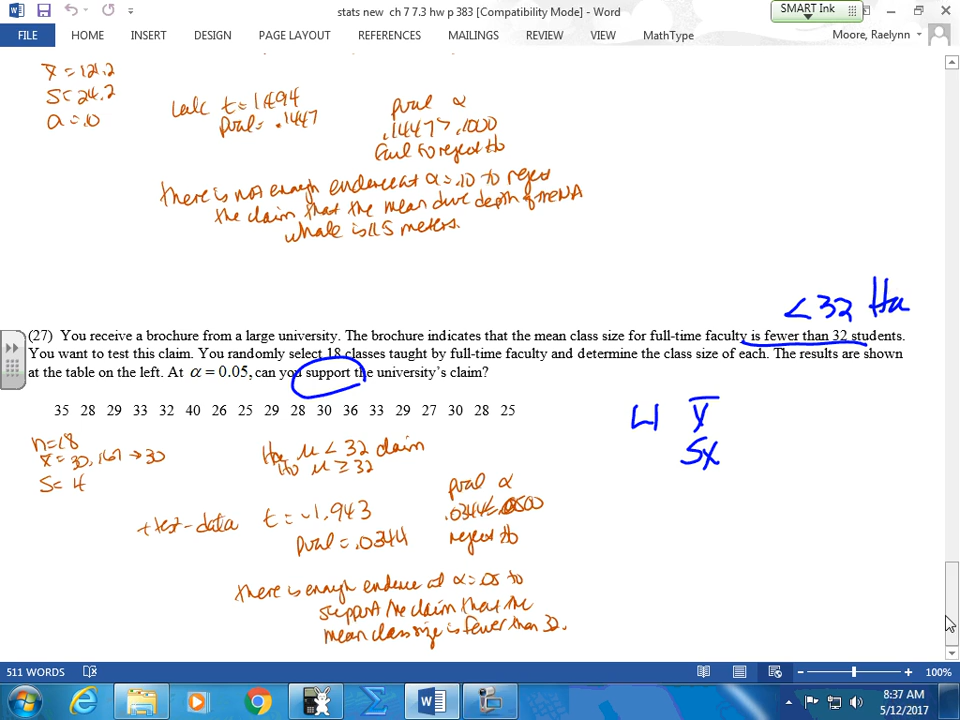 stats new ch 7 7.3 hw p 383 [Compatibility Mode] - Word
SMART Ink
FILE HOME INSERT DESIGN PAGE LAYOUT REFERENCES MAILINGS REVIEW VIEW MathType Moore, Raelynn
x̄ = 121.2
S = 24.2
a = .10
calc t = 1.494
pval = .1447
pval α
.1447 > .1000
fail to reject Ho
there is not enough evidence at α = .10 to reject
the claim that the mean dive depth of the NA
whale is 115 meters.
< 32 Ha
(27) You receive a brochure from a large university. The brochure indicates that the mean class size for full-time faculty is fewer than 32 students.
You want to test this claim. You randomly select 18 classes taught by full-time faculty and determine the class size of each. The results are shown
at the table on the left. At α = 0.05, can you support the university's claim?
35 28 29 33 32 40 26 25 29 28 30 36 33 29 27 30 28 25
L1 x̄
Sx
n = 18
x̄ = 30.167 → 30
S = 4
Ha μ < 32 claim
Ho μ ≥ 32
t test - data t = -1.943
pval = .0344
pval α
.0344 ≤ .0500
reject Ho
there is enough evidence at α = .05 to
support the claim that the
mean class size is fewer than 32.
511 WORDS 100%
8:37 AM
5/12/2017